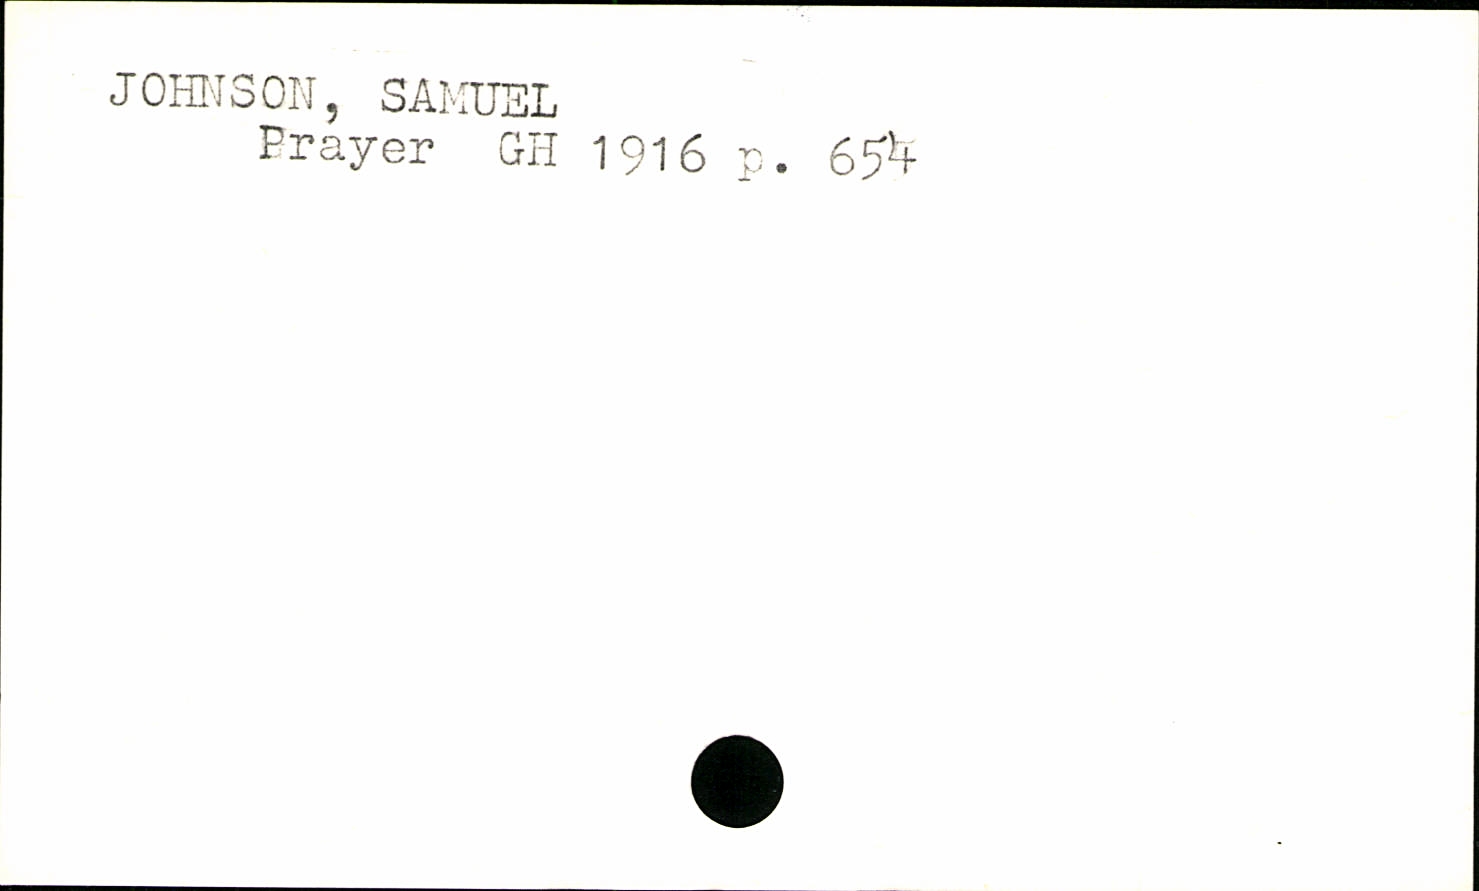 JOHNSON, SAMUEL
Prayer GH 1916 p. 654